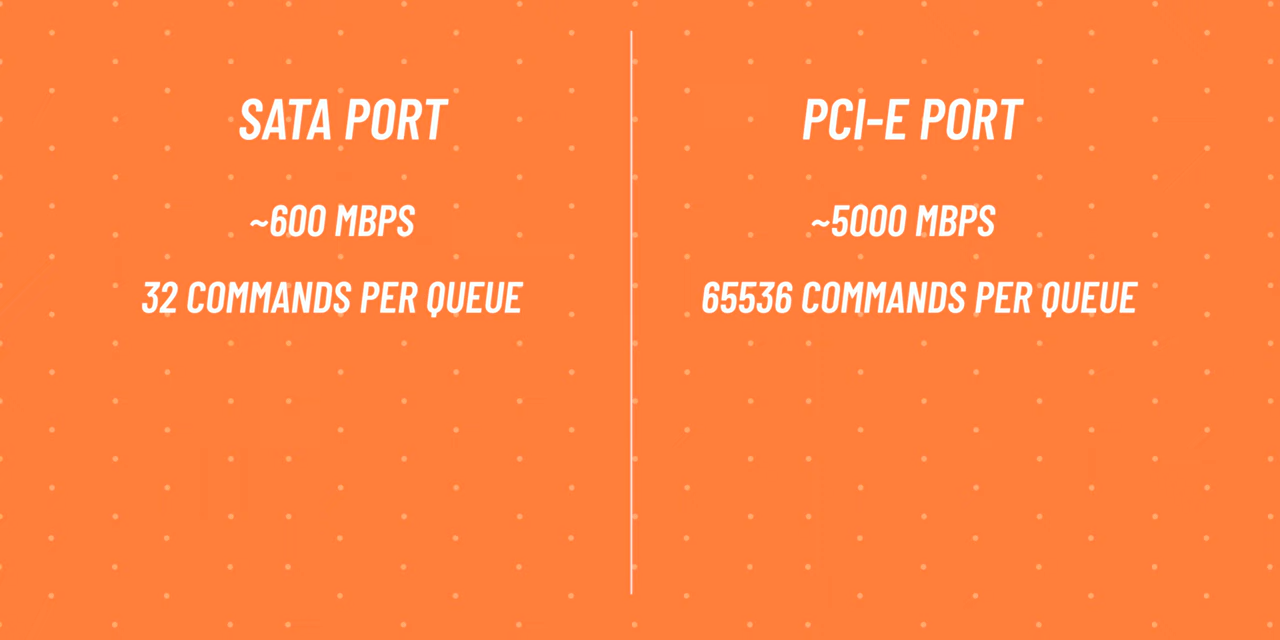 SATA PORT
~600 MBPS
32 COMMANDS PER QUEUE
PCI-E PORT
~5000 MBPS
65536 COMMANDS PER QUEUE